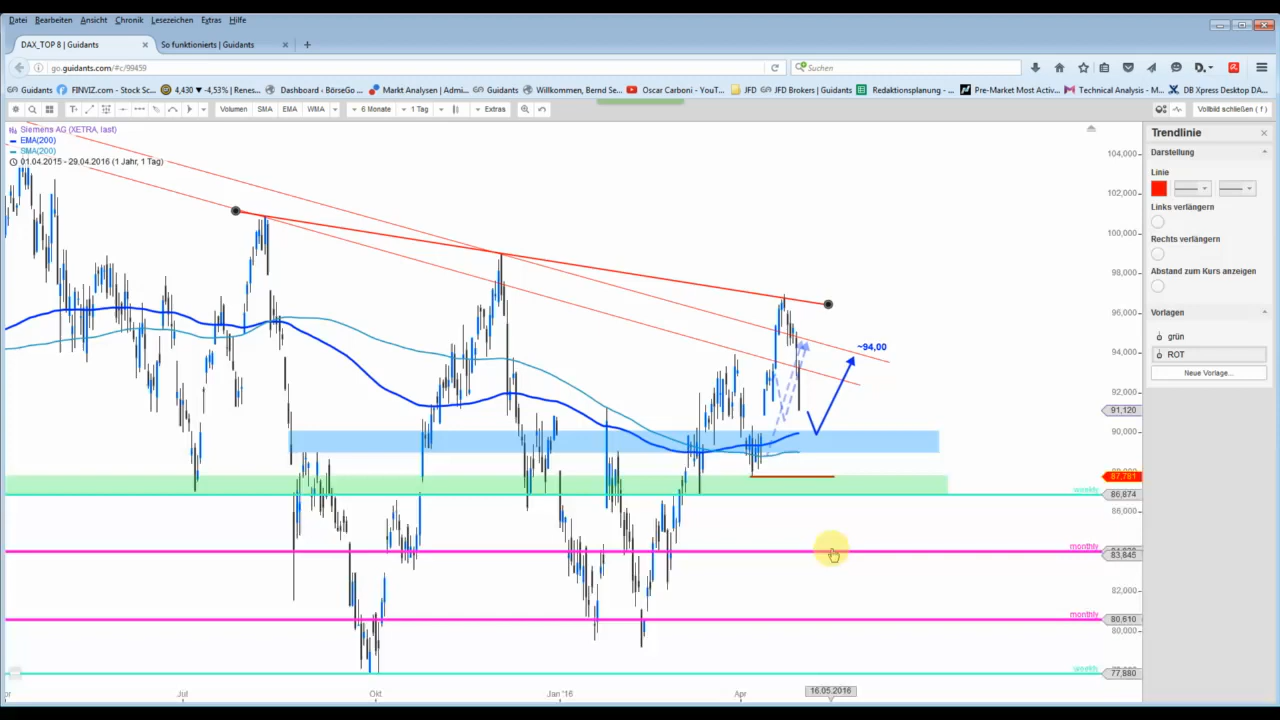 Datei Bearbeiten Ansicht Chronik Lesezeichen Extras Hilfe
DAX_TOP 8 | Guidants × So funktionierts | Guidants × +
go.guidants.com/#c/99459 Suchen
Guidants FINVIZ.com - Stock Sc... 4,430 -4,53% | Renes... Dashboard ‹ BörseGo ... Markt Analysen | Admi... Guidants Willkommen, Bernd Se... Oscar Carboni - YouT... JFD JFD Brokers | Guidants Redaktionsplanung - ... Pre-Market Most Activ... Technical Analysis ... DB Xpress Desktop DA...
Volumen SMA EMA WMA 6 Monate 1 Tag Extras Vollbild schließen ( f )
Siemens AG (XETRA, last)
EMA(200)
SMA(200)
01.04.2015 - 29.04.2016 (1 Jahr, 1 Tag)
Trendlinie
Darstellung
Linie
Links verlängern
Rechts verlängern
Abstand zum Kurs anzeigen
Vorlagen
grün
ROT
Neue Vorlage...
104,000
102,000
100,000
98,000
96,000
~94,00
94,000
92,000
91,120
90,000
87,781
weekly
86,874
86,000
monthly
83,845
82,000
monthly
80,610
80,000
weekly
77,880
Jul Okt Jan '16 Apr 16.05.2016